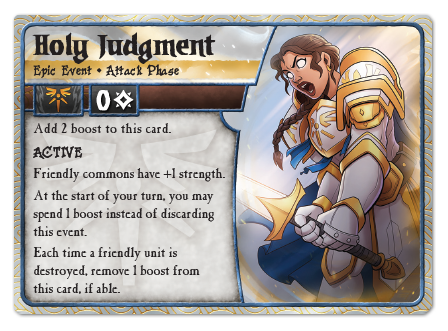 Holy Judgment
Epic Event • Attack Phase
0
Add 2 boost to this card.
ACTIVE
Friendly commons have +1 strength.
At the start of your turn, you may
spend 1 boost instead of discarding
this event.
Each time a friendly unit is
destroyed, remove 1 boost from
this card, if able.